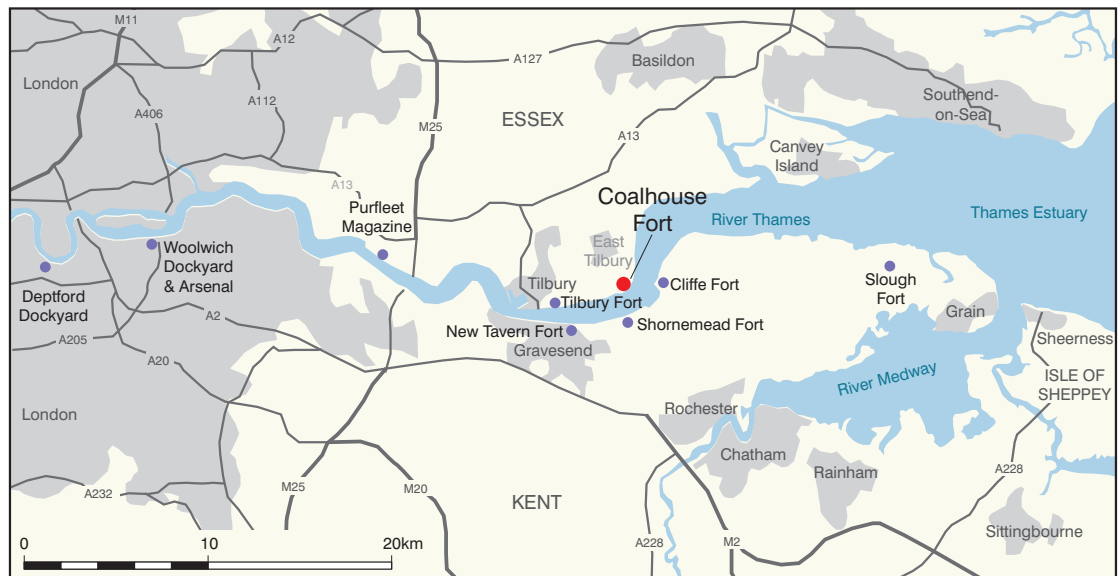 M11
A12
A127
London
Basildon
A112
A406
Southend-
on-Sea
ESSEX
M25
A13
Canvey
Island
A13
Coalhouse
Fort
Purfleet
Magazine
River Thames
Thames Estuary
East
Tilbury
Woolwich
Dockyard
& Arsenal
Tilbury
Cliffe Fort
Slough
Fort
Deptford
Dockyard
Tilbury Fort
Grain
A2
New Tavern Fort
Shornemead Fort
A205
Gravesend
Sheerness
A20
River Medway
ISLE OF
SHEPPEY
London
Rochester
Chatham
Rainham
A228
A232
M25
M20
KENT
Sittingbourne
A228
M2
0
10
20km